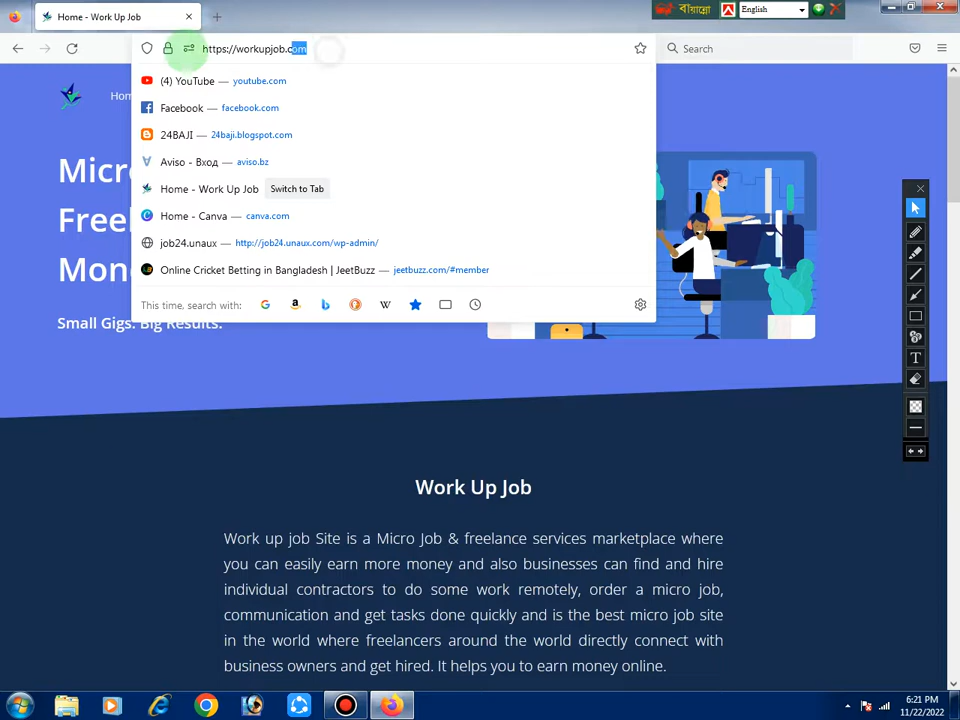 Home - Work Up Job
বাংলা
English
https://workupjob.com
Search
(4) YouTube — youtube.com
Facebook — facebook.com
24BAJI — 24baji.blogspot.com
Aviso - Вход — aviso.bz
Home - Work Up Job Switch to Tab
Home - Canva — canva.com
job24.unaux — http://job24.unaux.com/wp-admin/
Online Cricket Betting in Bangladesh | JeetBuzz — jeetbuzz.com/#member
This time, search with:
Small Gigs. Big Results.
Work Up Job
Work up job Site is a Micro Job & freelance services marketplace where
you can easily earn more money and also businesses can find and hire
individual contractors to do some work remotely, order a micro job,
communication and get tasks done quickly and is the best micro job site
in the world where freelancers around the world directly connect with
business owners and get hired. It helps you to earn money online.
6:21 PM
11/22/2022